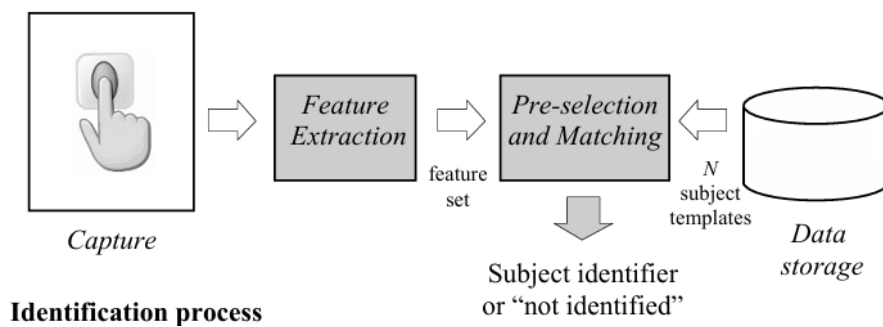 Capture
Feature
Extraction
feature
set
Pre-selection
and Matching
N
subject
templates
Data
storage
Subject identifier
or “not identified”
Identification process